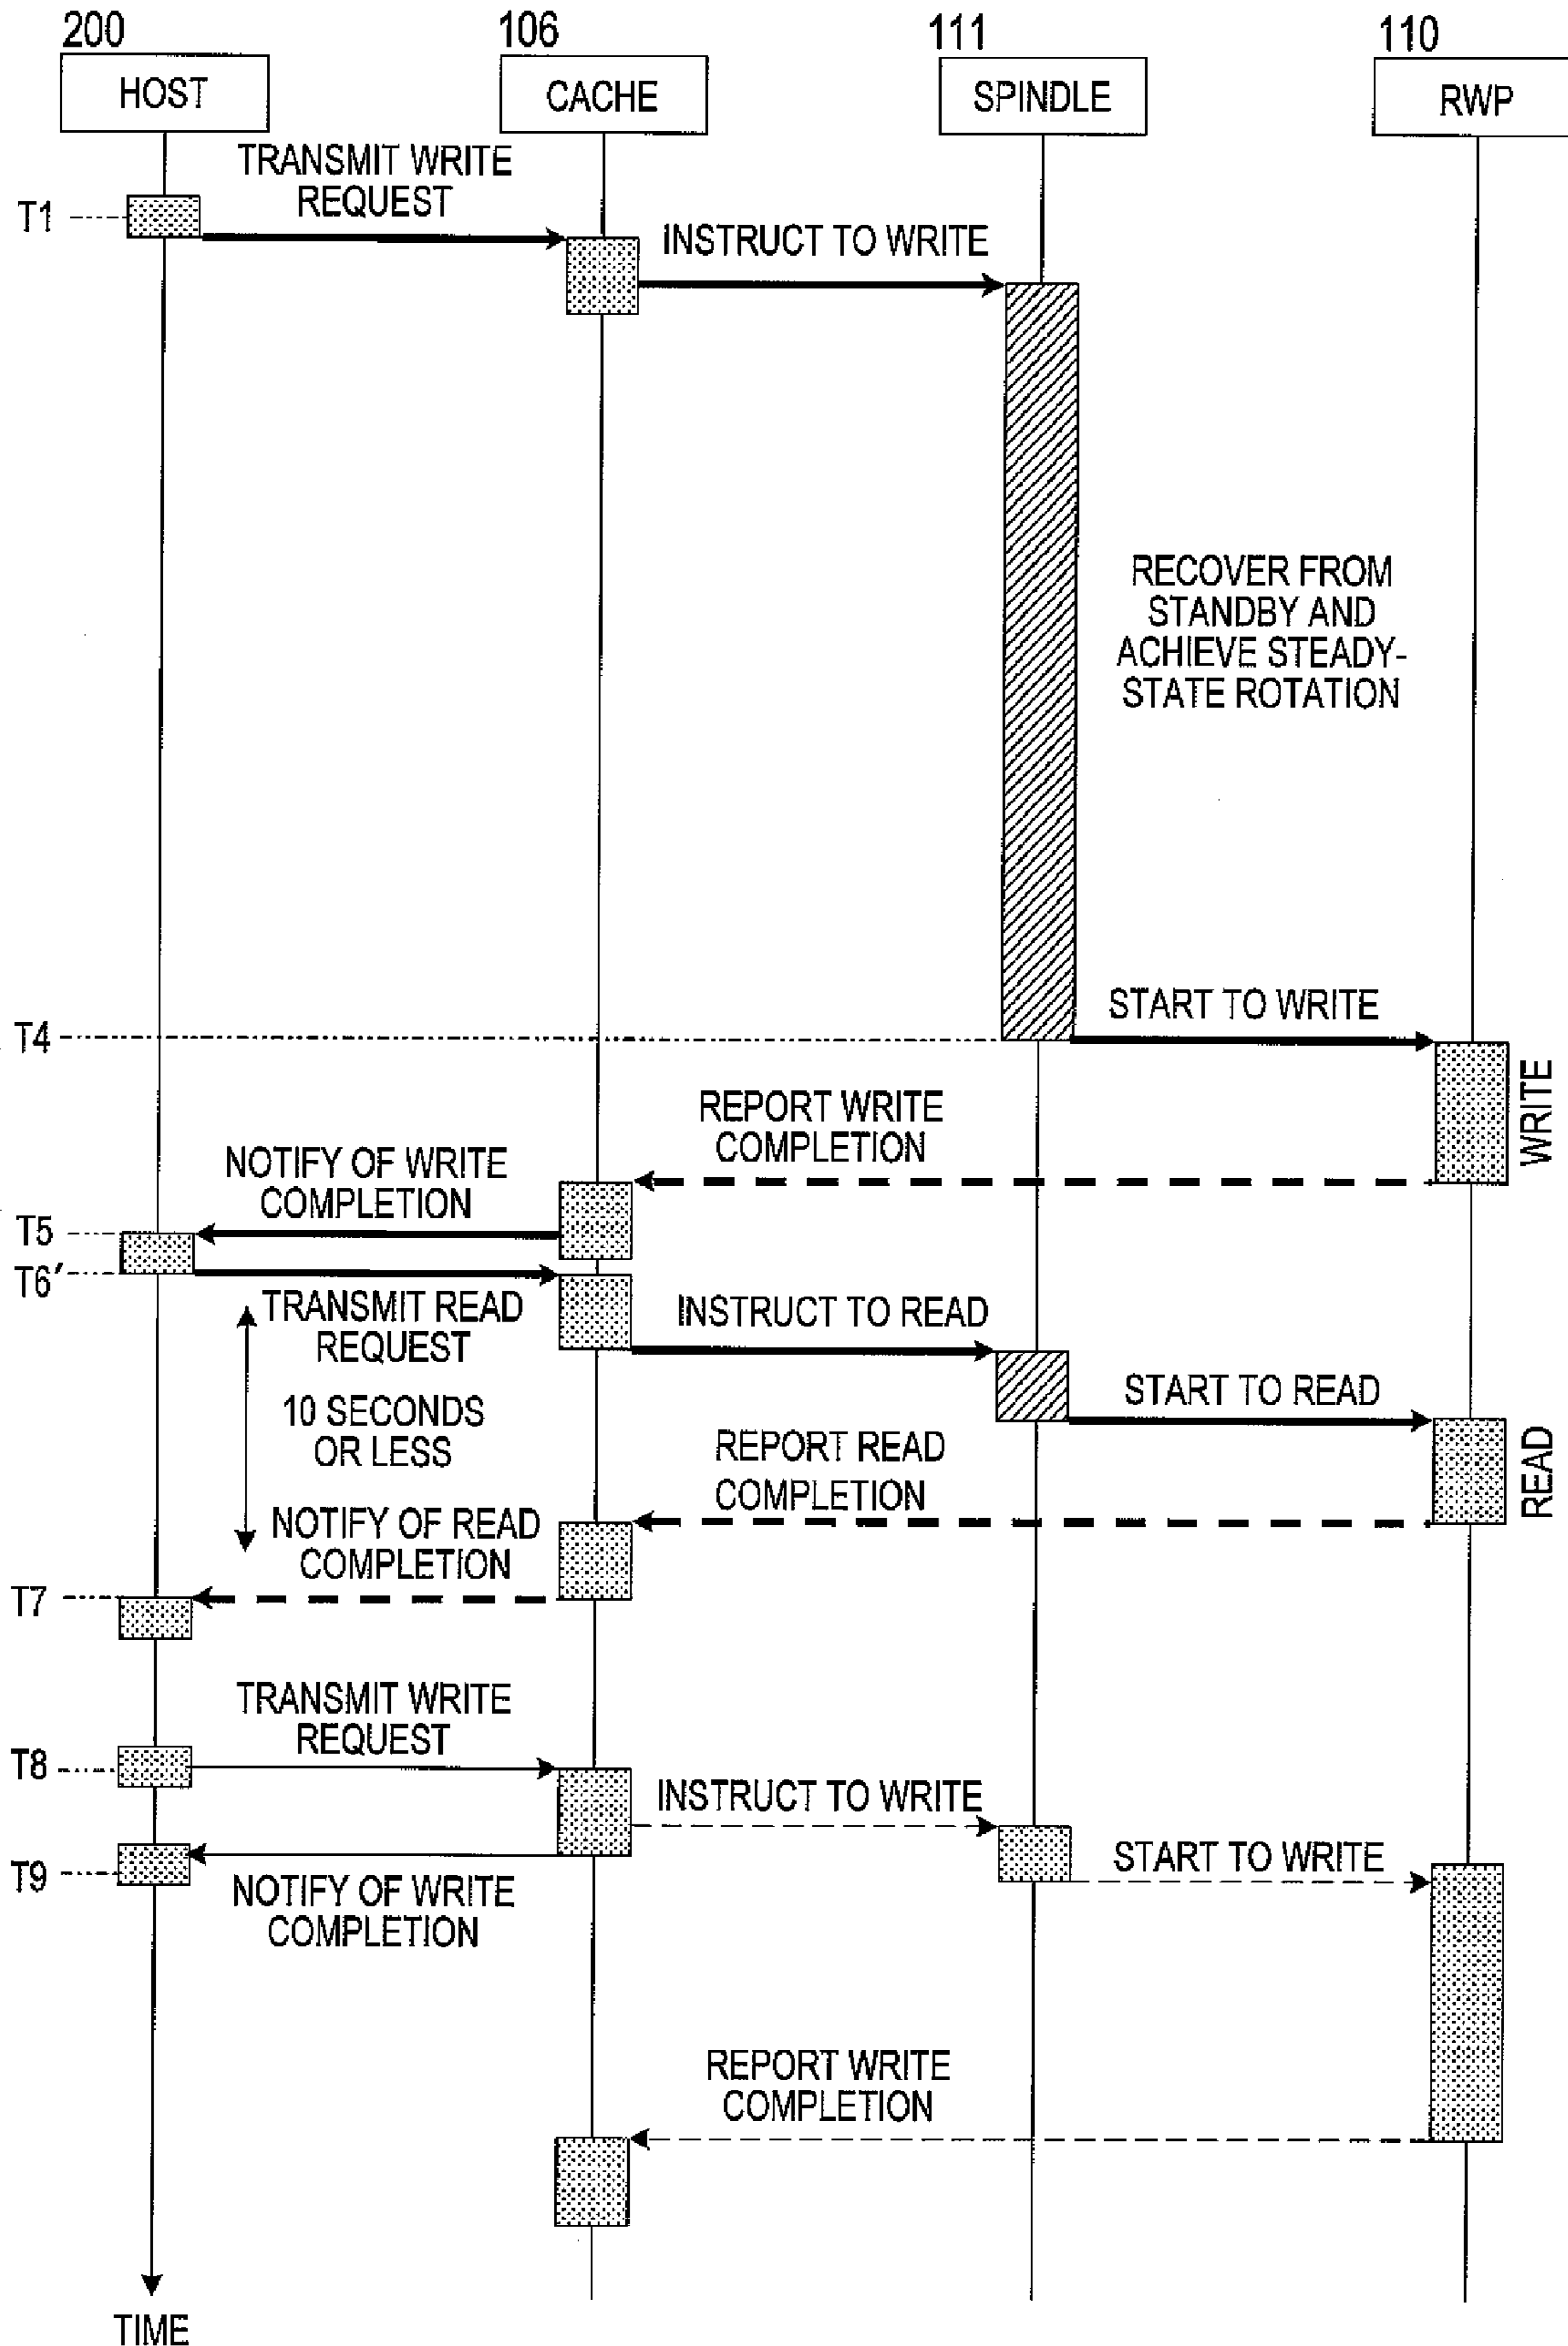 200
106
111
110
HOST
CACHE
SPINDLE
RWP
TRANSMIT WRITE
REQUEST
T1
INSTRUCT TO WRITE
RECOVER FROM
STANDBY AND
ACHIEVE STEADY-
STATE ROTATION
START TO WRITE
T4
WRITE
REPORT WRITE
COMPLETION
NOTIFY OF WRITE
COMPLETION
T5
T6′
TRANSMIT READ
REQUEST
INSTRUCT TO READ
START TO READ
10 SECONDS
OR LESS
READ
REPORT READ
COMPLETION
NOTIFY OF READ
COMPLETION
T7
TRANSMIT WRITE
REQUEST
T8
INSTRUCT TO WRITE
START TO WRITE
T9
NOTIFY OF WRITE
COMPLETION
REPORT WRITE
COMPLETION
TIME